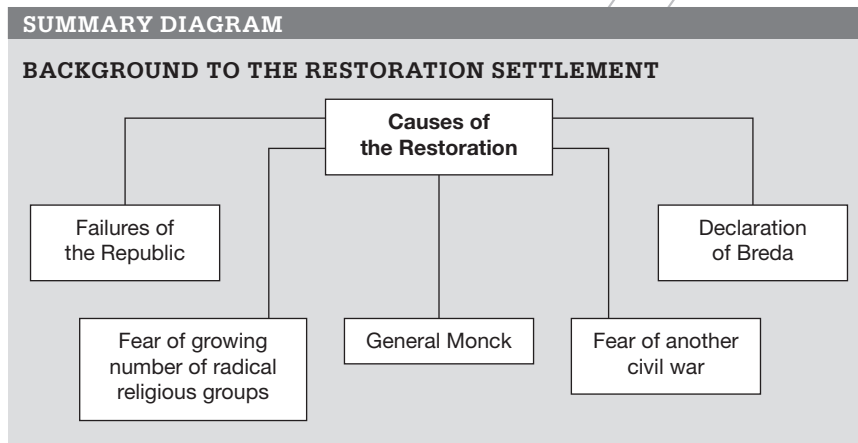 SUMMARY DIAGRAM
BACKGROUND TO THE RESTORATION SETTLEMENT
Causes of
the Restoration
Failures of
the Republic
Declaration
of Breda
Fear of growing
number of radical
religious groups
General Monck
Fear of another
civil war